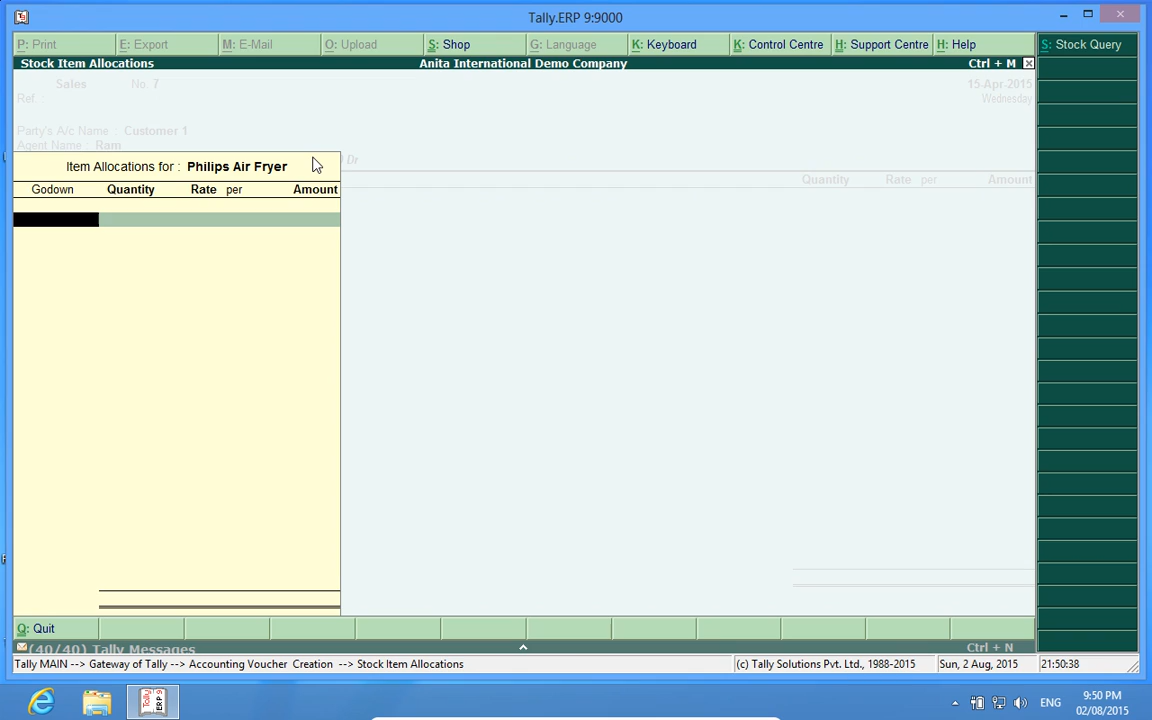 Tally.ERP 9:9000
P: Print E: Export M: E-Mail O: Upload S: Shop G: Language K: Keyboard K: Control Centre H: Support Centre H: Help S: Stock Query
Stock Item Allocations Anita International Demo Company Ctrl + M
Sales No. 7 15-Apr-2015
Ref. : Wednesday
Party's A/c Name : Customer 1
Agent Name : Ram
Dr
Item Allocations for : Philips Air Fryer
Quantity Rate per Amount
Godown Quantity Rate per Amount
Q: Quit
(40/40) Tally Messages Ctrl + N
Tally MAIN --> Gateway of Tally --> Accounting Voucher Creation --> Stock Item Allocations (c) Tally Solutions Pvt. Ltd., 1988-2015 Sun, 2 Aug, 2015 21:50:38
Tally 9
ENG
9:50 PM
02/08/2015